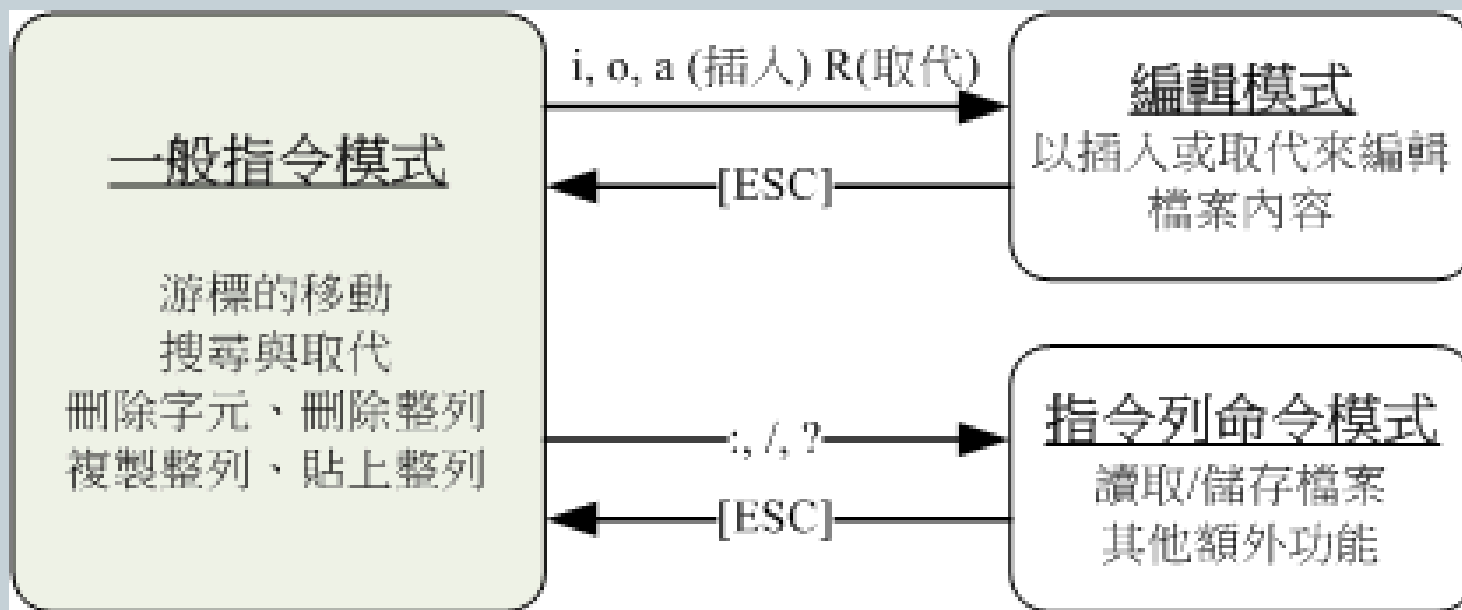 一般指令模式
游標的移動
搜尋與取代
刪除字元、刪除整列
複製整列、貼上整列
i, o, a (插入) R(取代)
[ESC]
編輯模式
以插入或取代來編輯
檔案內容
:, /, ?
[ESC]
指令列命令模式
讀取/儲存檔案
其他額外功能